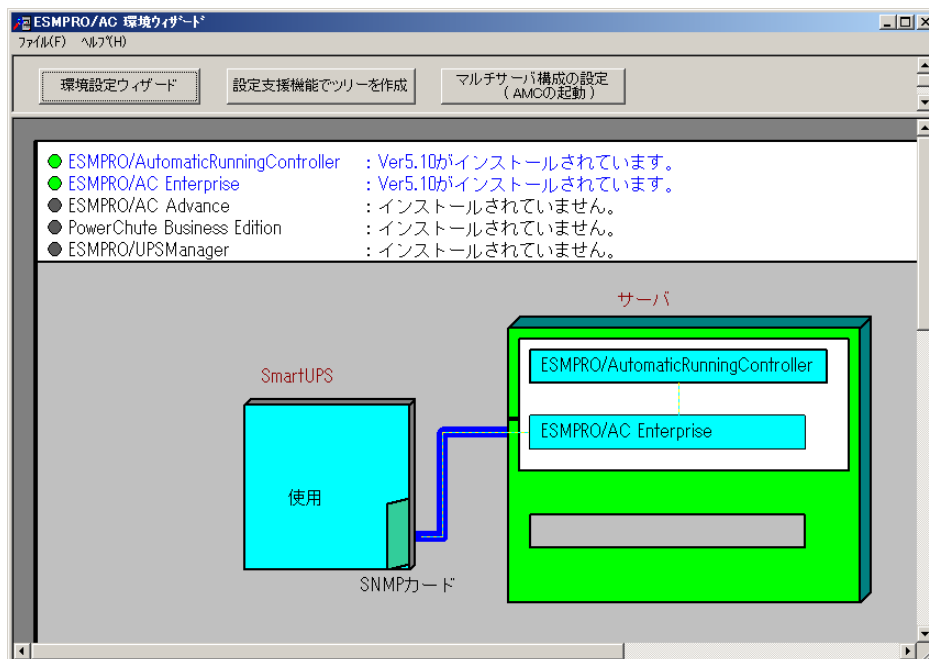 ESMPRO/AC 環境ウィザード
ファイル(F) ヘルプ(H)
環境設定ウィザード 設定支援機能でツリーを作成 マルチサーバ構成の設定
(AMCの起動)
ESMPRO/AutomaticRunningController : Ver5.10がインストールされています。
ESMPRO/AC Enterprise : Ver5.10がインストールされています。
ESMPRO/AC Advance : インストールされていません。
PowerChute Business Edition : インストールされていません。
ESMPRO/UPSManager : インストールされていません。
サーバ
ESMPRO/AutomaticRunningController
SmartUPS
ESMPRO/AC Enterprise
使用
SNMPカード